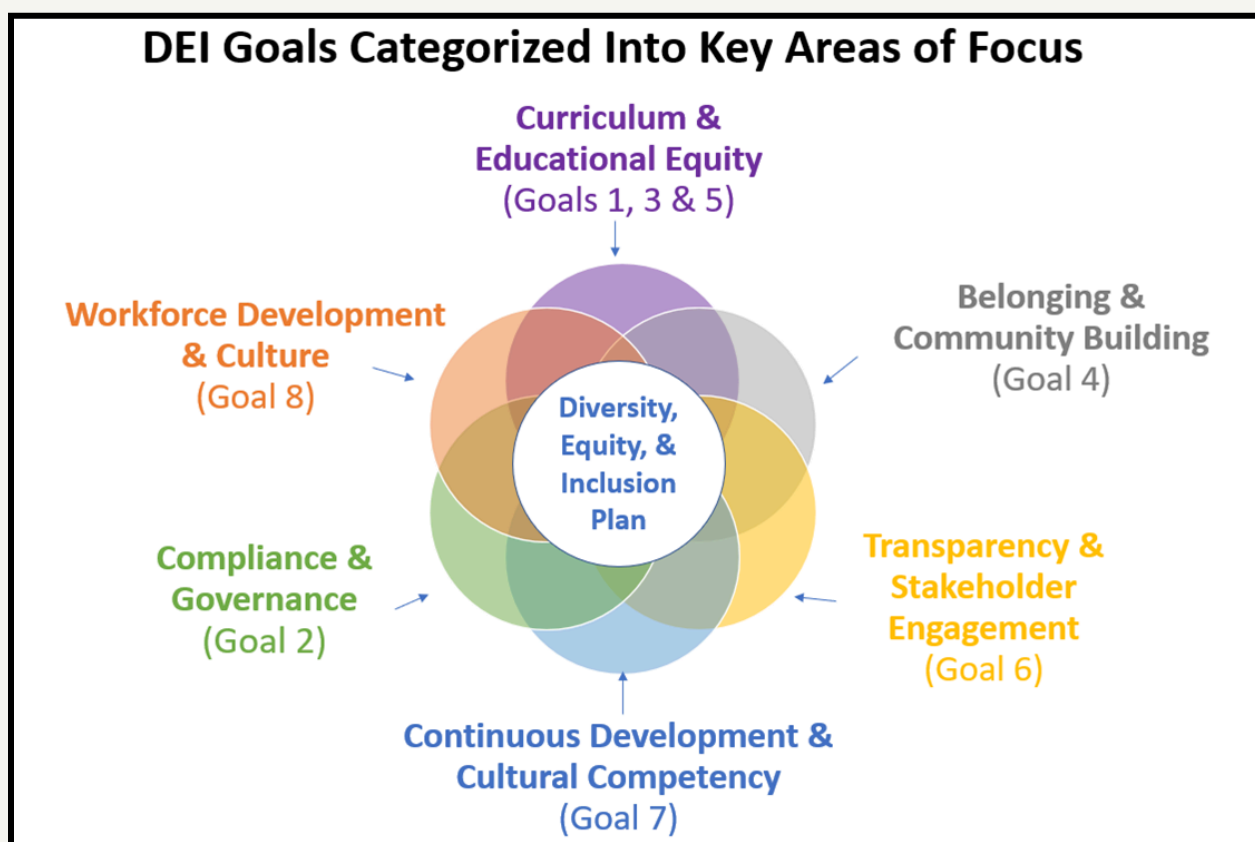 DEI Goals Categorized Into Key Areas of Focus
Curriculum &
Educational Equity
(Goals 1, 3 & 5)
Belonging &
Community Building
(Goal 4)
Workforce Development
& Culture
(Goal 8)
Diversity,
Equity, &
Inclusion
Plan
Transparency &
Stakeholder
Engagement
(Goal 6)
Compliance &
Governance
(Goal 2)
Continuous Development &
Cultural Competency
(Goal 7)